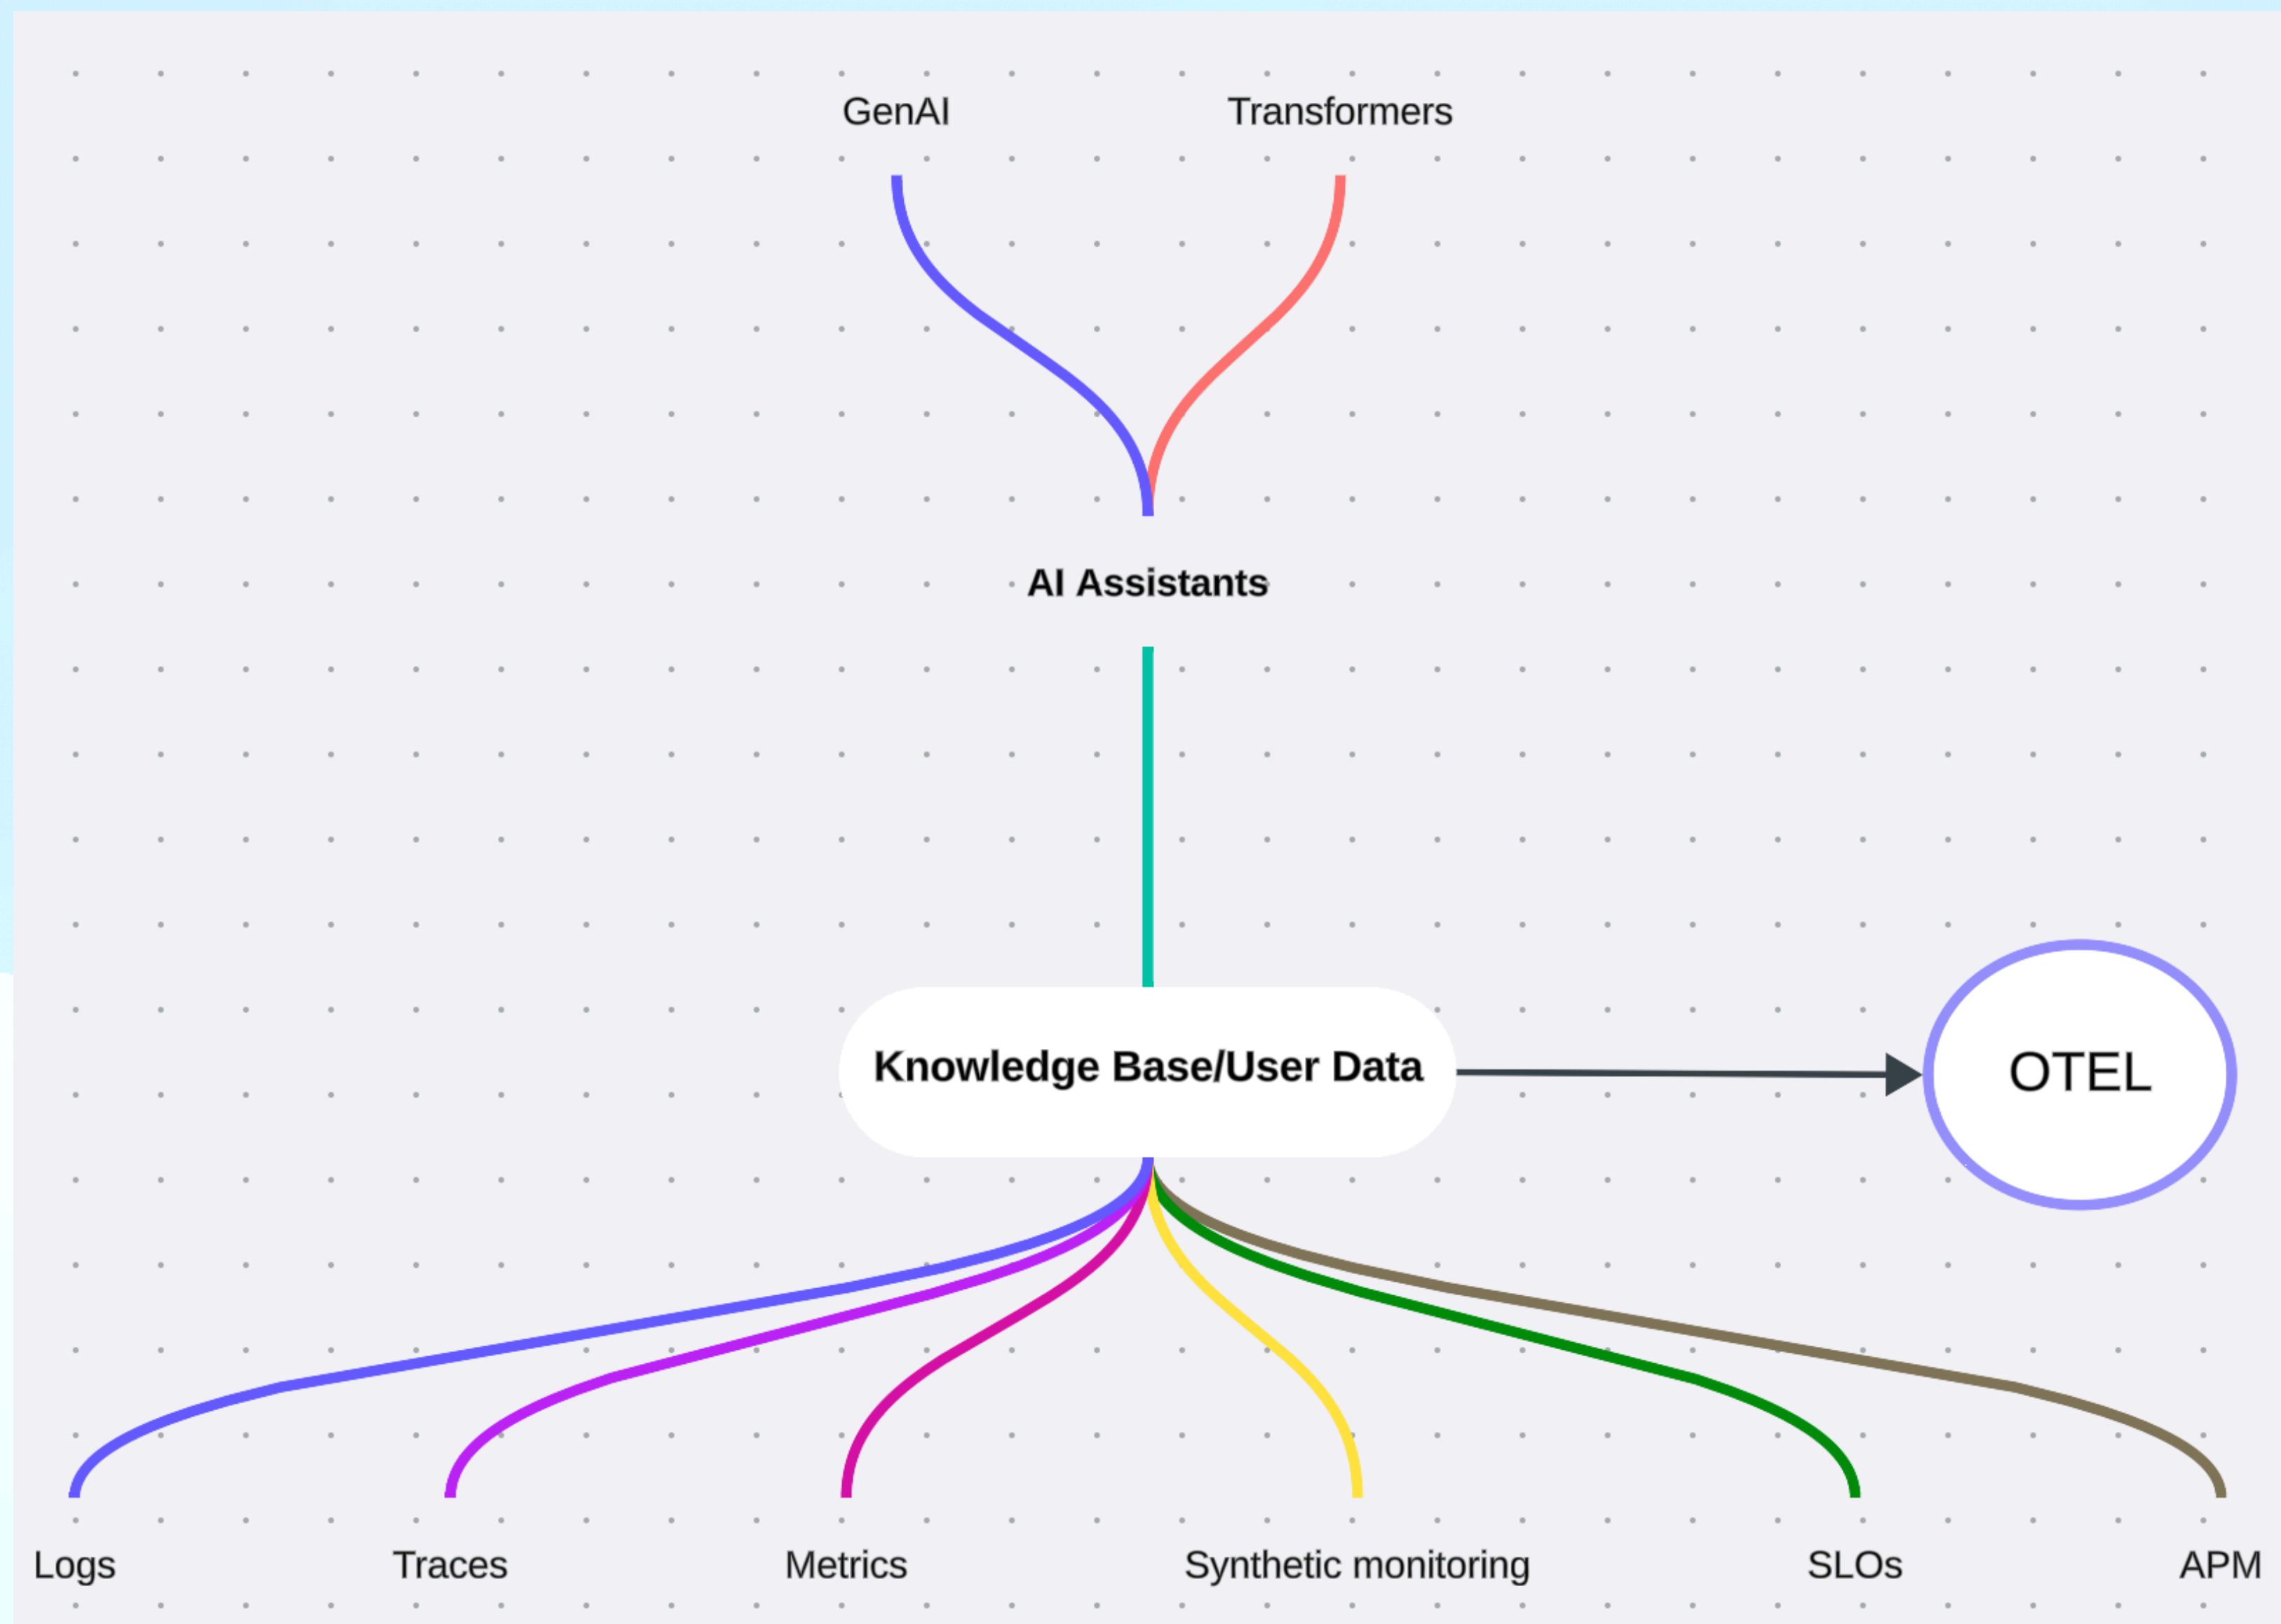 GenAI
Transformers
AI Assistants
Knowledge Base/User Data
OTEL
Logs
Traces
Metrics
Synthetic monitoring
SLOs
APM